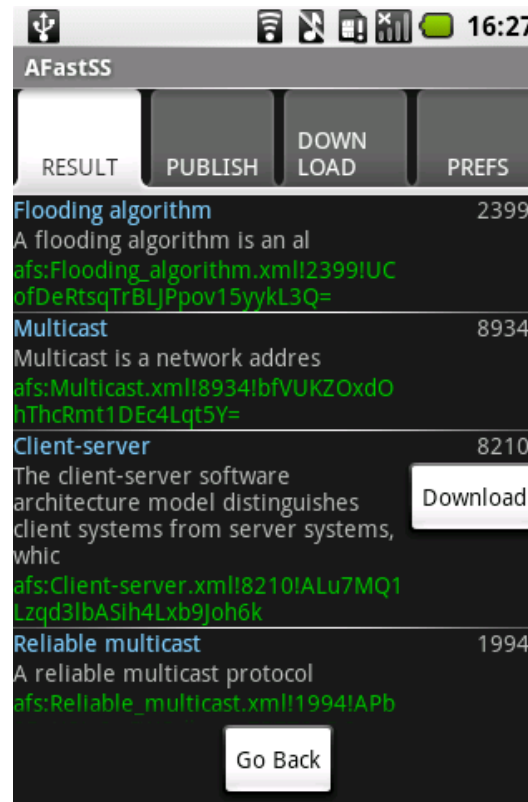 16:27
AFastSS
RESULT
PUBLISH
DOWN
LOAD
PREFS
Flooding algorithm 2399
A flooding algorithm is an al
afs:Flooding_algorithm.xml!2399!UC
ofDeRtsqTrBLJPpov15yykL3Q=
Multicast 8934
Multicast is a network addres
afs:Multicast.xml!8934!bfVUKZOxdO
hThcRmt1DEc4Lqt5Y=
Client-server 8210
The client-server software
architecture model distinguishes
client systems from server systems,
whic
Download
afs:Client-server.xml!8210!ALu7MQ1
Lzqd3lbASih4Lxb9Joh6k
Reliable multicast 1994
A reliable multicast protocol
afs:Reliable_multicast.xml!1994!APb
Go Back